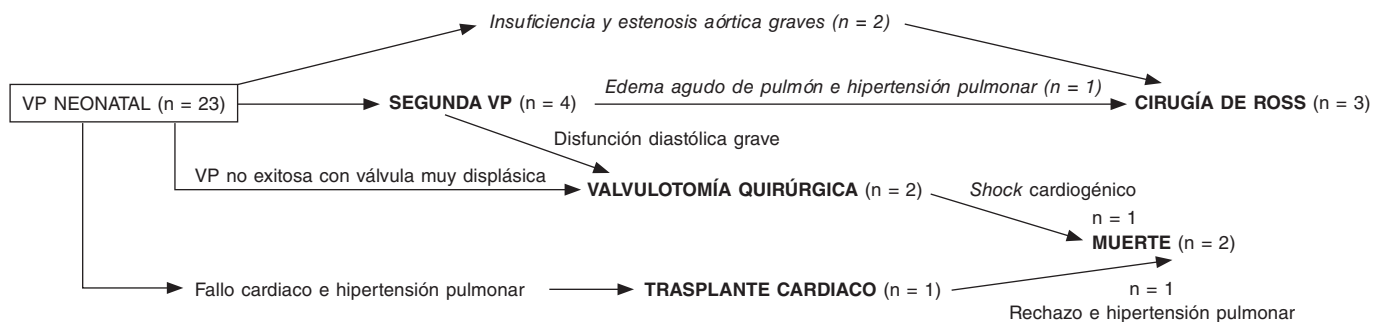 Insuficiencia y estenosis aórtica graves (n = 2)
VP NEONATAL (n = 23)
SEGUNDA VP (n = 4)
Edema agudo de pulmón e hipertensión pulmonar (n = 1)
CIRUGÍA DE ROSS (n = 3)
Disfunción diastólica grave
VP no exitosa con válvula muy displásica
VALVULOTOMÍA QUIRÚRGICA (n = 2)
Shock cardiogénico
n = 1
MUERTE (n = 2)
Fallo cardiaco e hipertensión pulmonar
TRASPLANTE CARDIACO (n = 1)
n = 1
Rechazo e hipertensión pulmonar